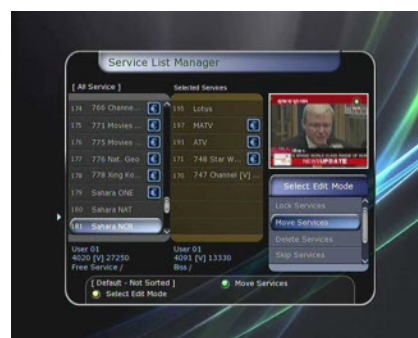 Service List Manager
[ All Service ]
Selected Services
174 766 Channe...
175 771 Movies ...
176 775 Movies ...
177 776 Nat. Geo
178 778 Xing Ko...
179 Sahara ONE
180 Sahara NAT
181 Sahara NCR
195 Lotus
197 MATV
191 ATV
171 748 Star W...
170 747 Channel [V] ...
NEWSUPDATE
Select Edit Mode
Lock Services
Move Services
Delete Services
Skip Services
User 01
4020 [V] 27250
Free Service /
User 01
4091 [V] 13330
Biss /
[ Default - Not Sorted ]
Move Services
Select Edit Mode